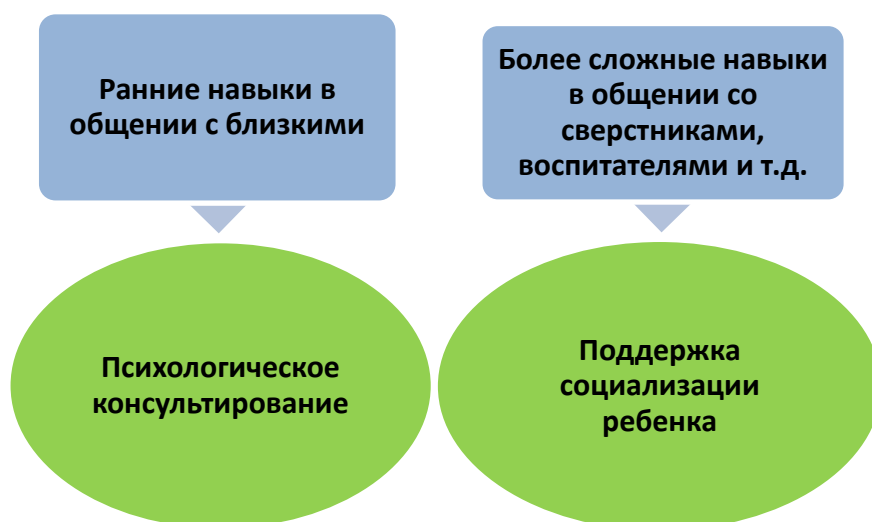 Ранние навыки в
общении с близкими
Более сложные навыки
в общении со
сверстниками,
воспитателями и т.д.
Психологическое
консультирование
Поддержка
социализации
ребенка